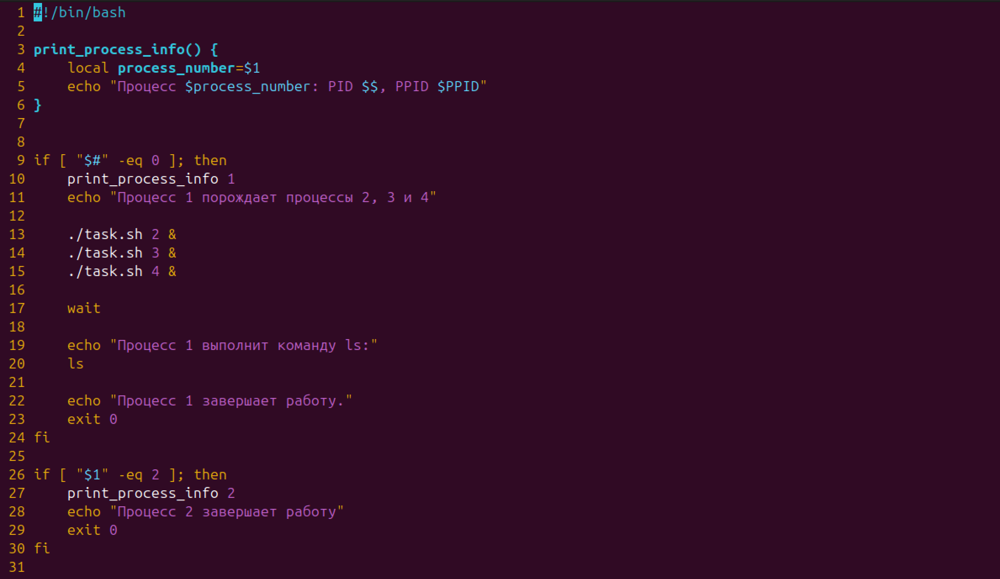 1 #!/bin/bash
2
3 print_process_info() {
4     local process_number=$1
5     echo "Процесс $process_number: PID $$, PPID $PPID"
6 }
7
8
9 if [ "$#" -eq 0 ]; then
10     print_process_info 1
11     echo "Процесс 1 порождает процессы 2, 3 и 4"
12
13     ./task.sh 2 &
14     ./task.sh 3 &
15     ./task.sh 4 &
16
17     wait
18
19     echo "Процесс 1 выполнит команду ls:"
20     ls
21
22     echo "Процесс 1 завершает работу."
23     exit 0
24 fi
25
26 if [ "$1" -eq 2 ]; then
27     print_process_info 2
28     echo "Процесс 2 завершает работу"
29     exit 0
30 fi
31